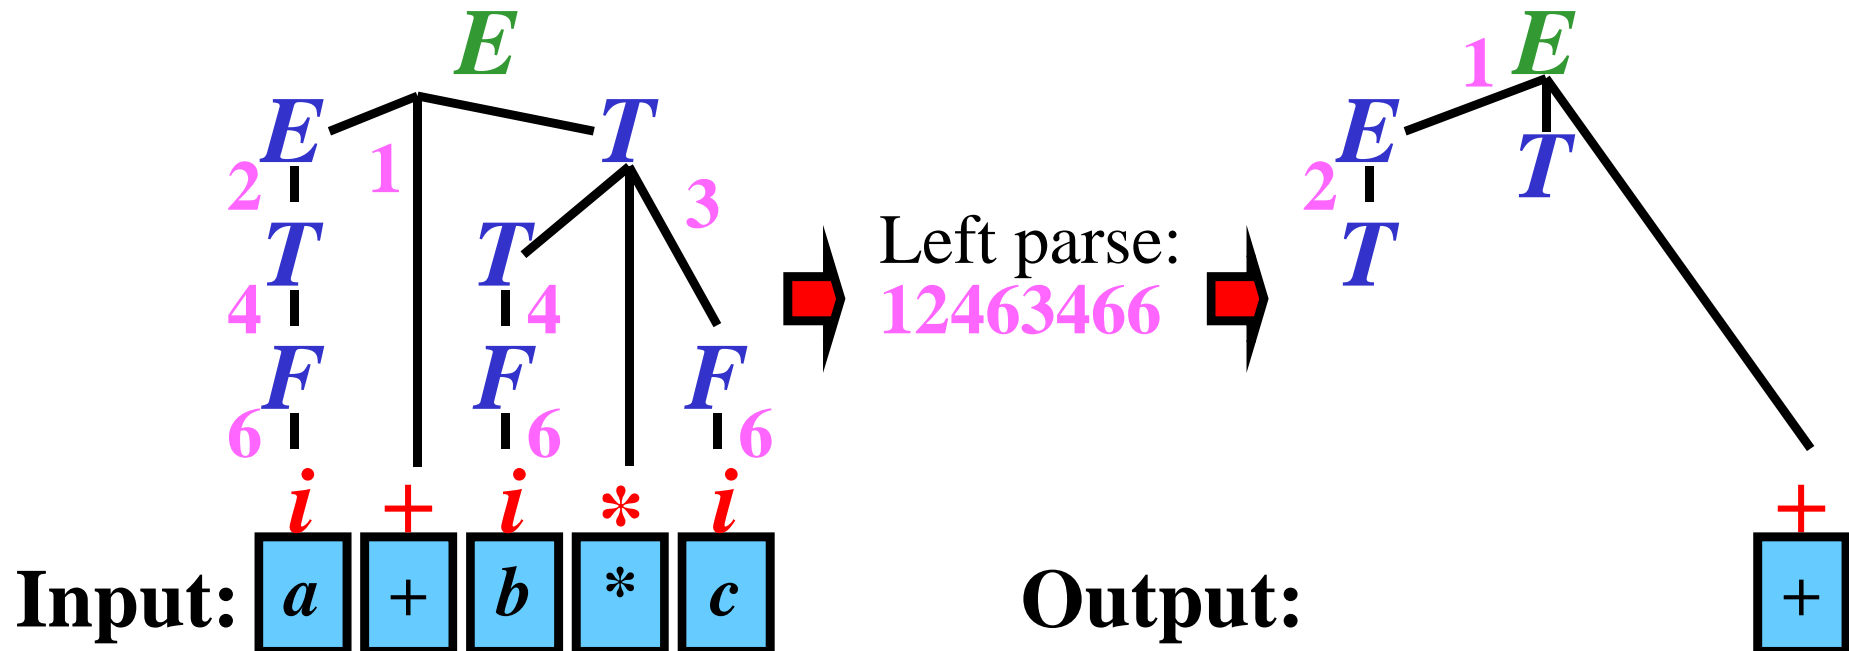 E
1 E
E T
E
2 1
T
2
3
T T
T
Left parse:
4 4
12463466
F F F
6 6 6
i + i * i
+
Input: a + b * c
Output: +